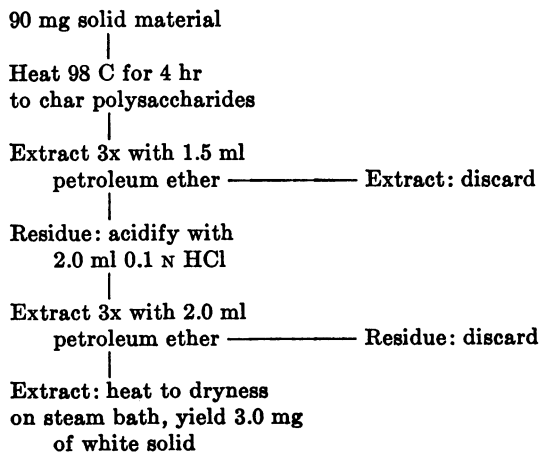 90 mg solid material
Heat 98 C for 4 hr
to char polysaccharides
Extract 3x with 1.5 ml
petroleum ether
Extract: discard
Residue: acidify with
2.0 ml 0.1 N HCl
Extract 3x with 2.0 ml
petroleum ether
Residue: discard
Extract: heat to dryness
on steam bath, yield 3.0 mg
of white solid